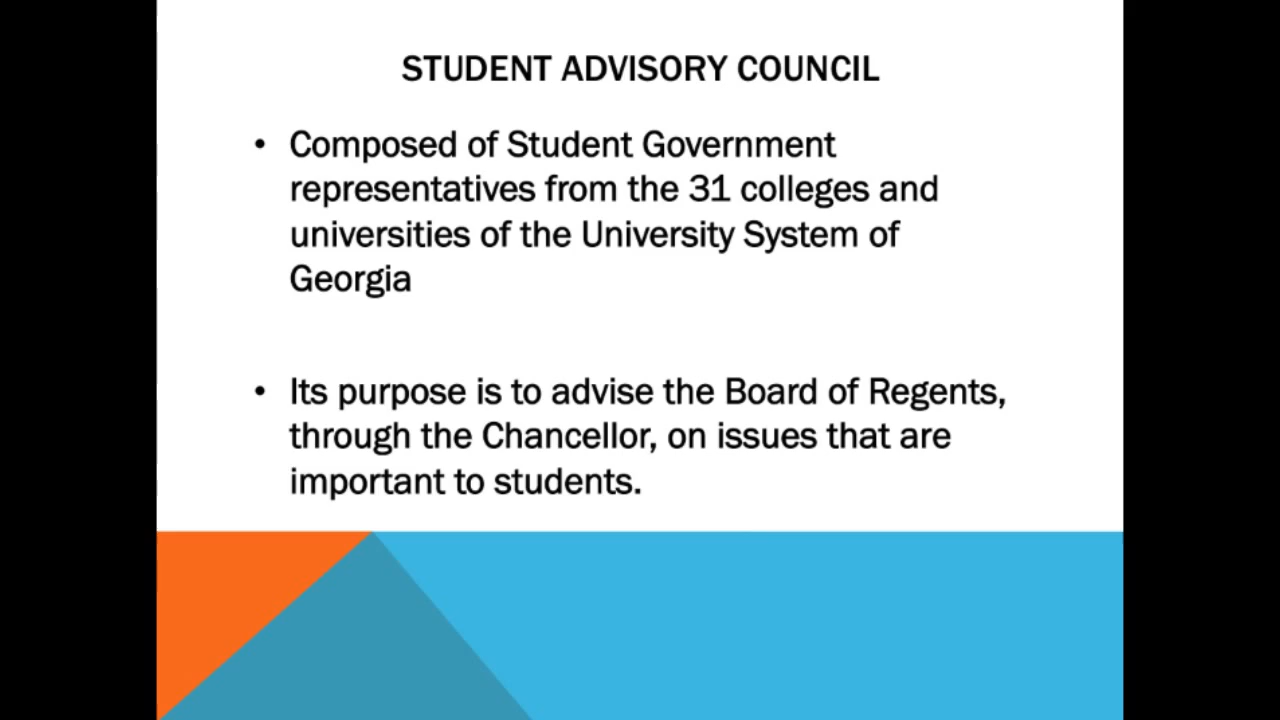 STUDENT ADVISORY COUNCIL
• Composed of Student Government
representatives from the 31 colleges and
universities of the University System of
Georgia
• Its purpose is to advise the Board of Regents,
through the Chancellor, on issues that are
important to students.